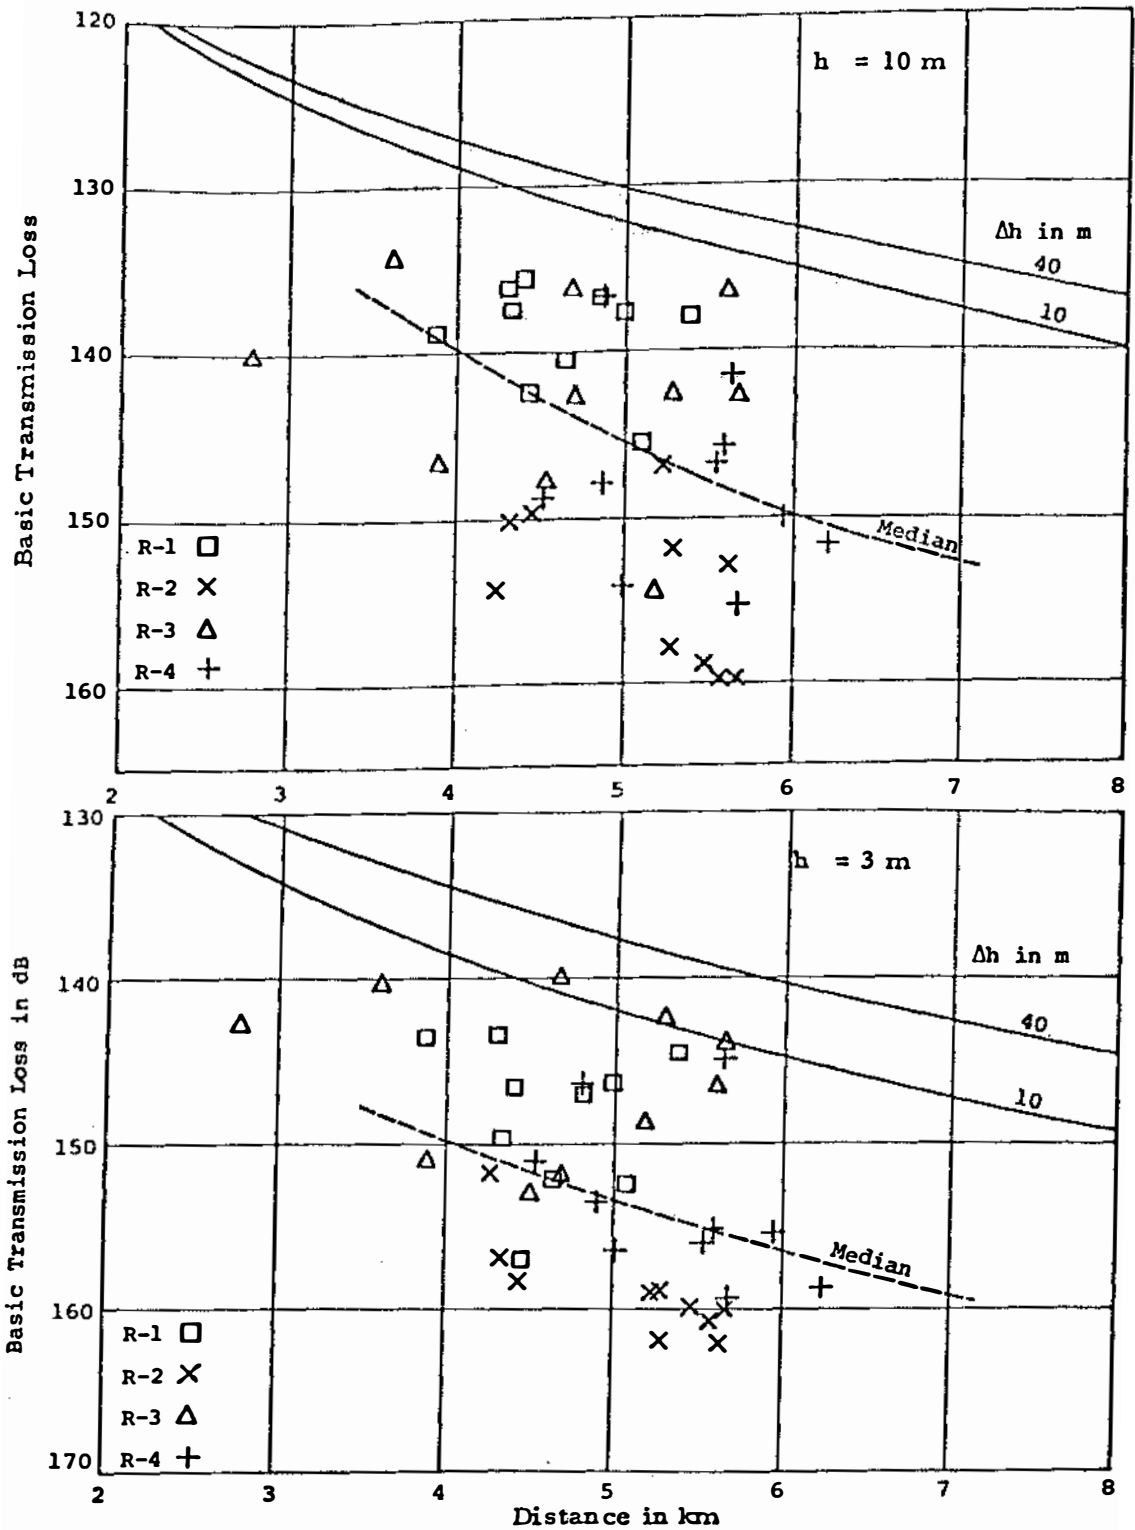 120
h = 10 m
130
Δh in m
40
10
140
150
Median
R-1
R-2
R-3
R-4
160
2 3 4 5 6 7 8
Basic Transmission Loss
130
h = 3 m
140
Δh in m
40
10
150
Median
160
R-1
R-2
R-3
R-4
170
2 3 4 5 6 7 8
Basic Transmission Loss in dB
Distance in km